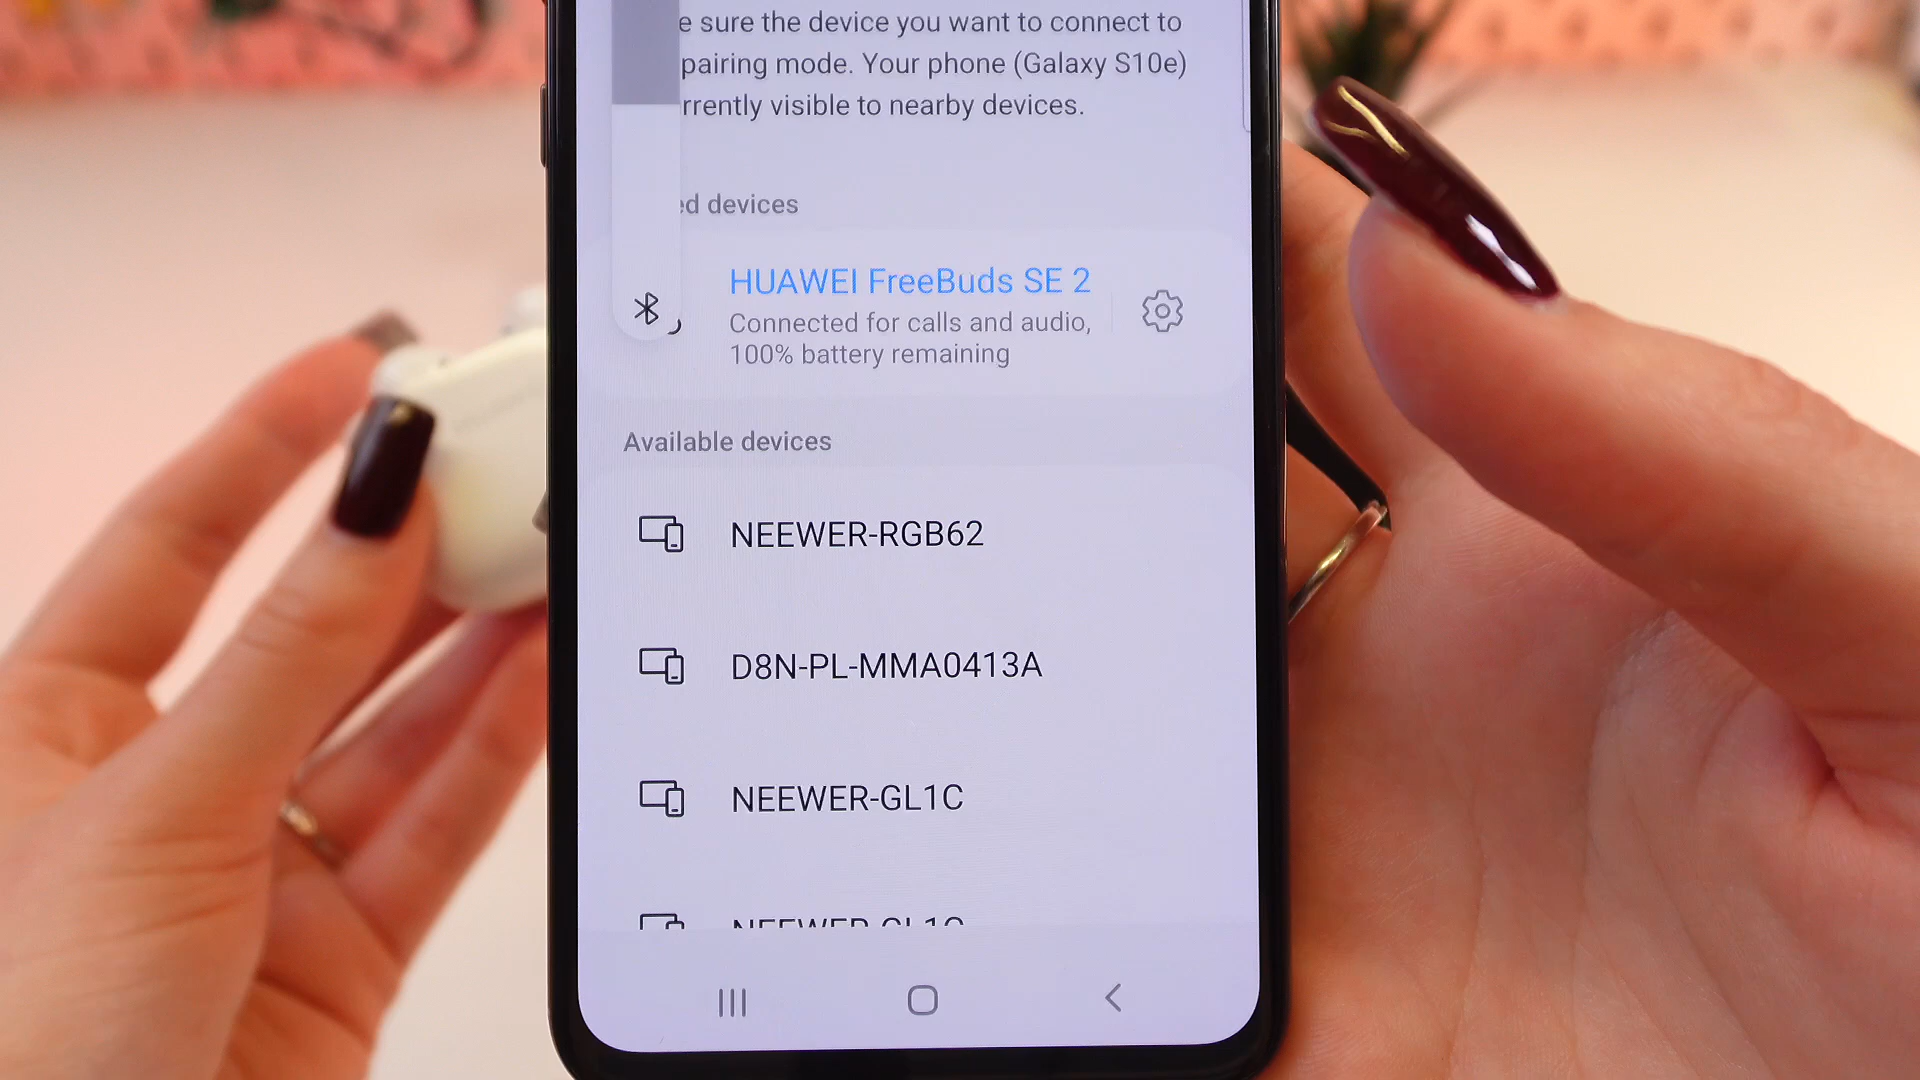 e sure the device you want to connect to
pairing mode. Your phone (Galaxy S10e)
rrently visible to nearby devices.
ed devices
HUAWEI FreeBuds SE 2
Connected for calls and audio,
100% battery remaining
Available devices
NEEWER-RGB62
D8N-PL-MMA0413A
NEEWER-GL1C